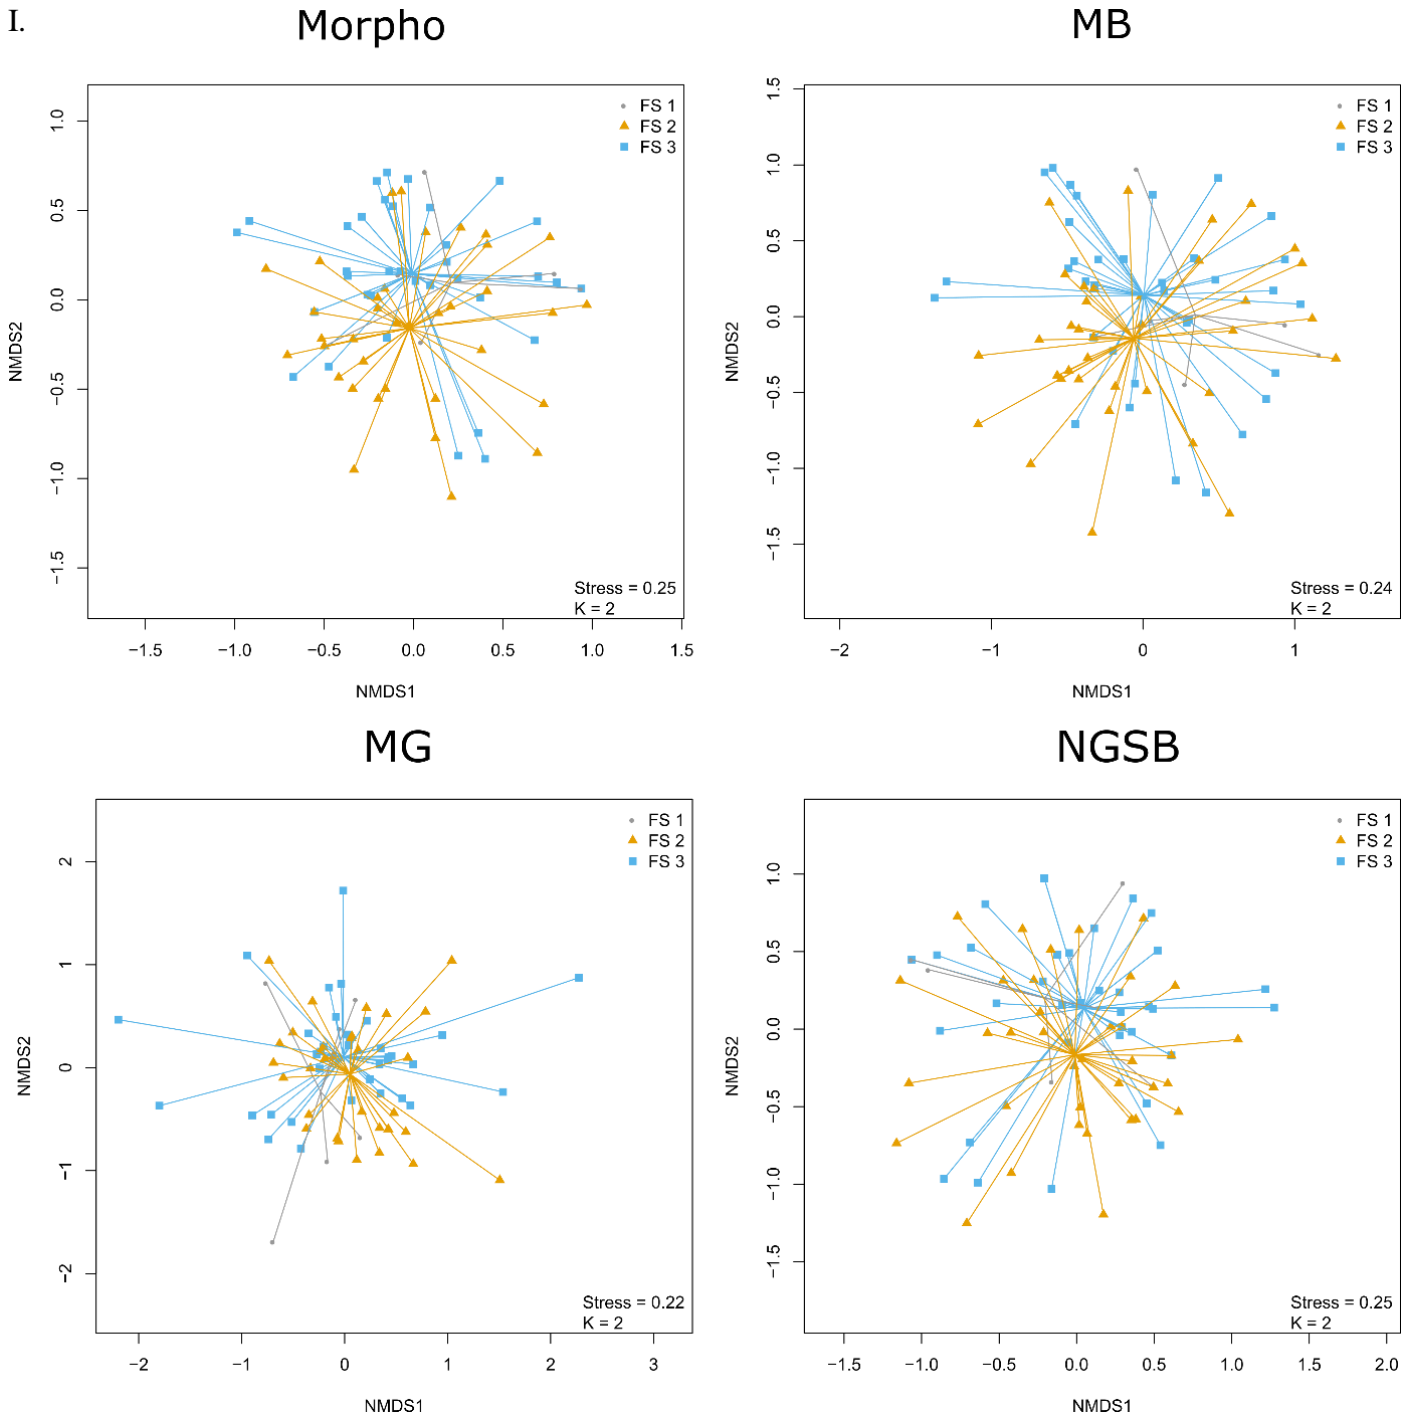 I.
Morpho
FS 1
FS 2
FS 3
1.0
0.5
0.0
−0.5
−1.0
−1.5
NMDS2
Stress = 0.25
K = 2
−1.5 −1.0 −0.5 0.0 0.5 1.0 1.5
NMDS1
MB
FS 1
FS 2
FS 3
1.5
1.0
0.5
0.0
−0.5
−1.0
−1.5
NMDS2
Stress = 0.24
K = 2
−2 −1 0 1
NMDS1
MG
FS 1
FS 2
FS 3
2
1
0
−1
−2
NMDS2
Stress = 0.22
K = 2
−2 −1 0 1 2 3
NMDS1
NGSB
FS 1
FS 2
FS 3
1.0
0.5
0.0
−0.5
−1.0
−1.5
NMDS2
Stress = 0.25
K = 2
−1.5 −1.0 −0.5 0.0 0.5 1.0 1.5 2.0
NMDS1